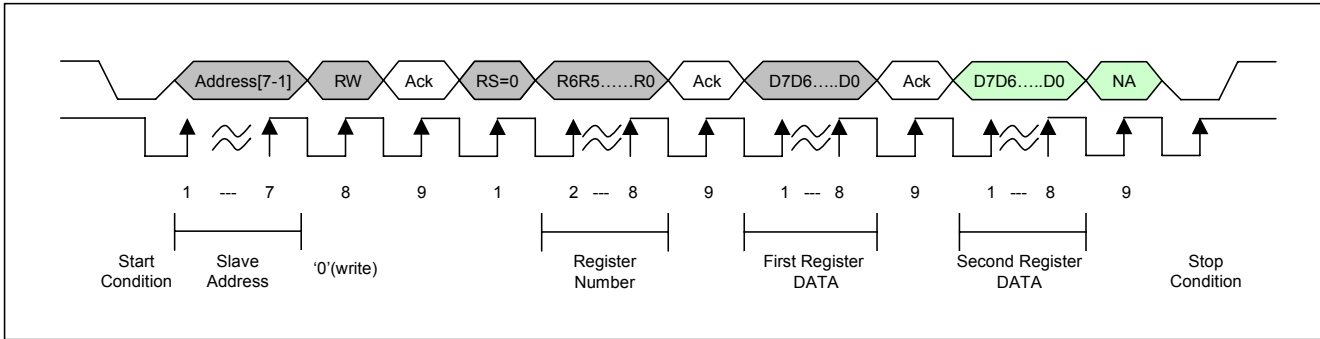 Address[7-1] RW Ack RS=0 R6R5......R0 Ack D7D6.....D0 Ack D7D6.....D0 NA
1 --- 7 8 9 1 2 --- 8 9 1 --- 8 9 1 --- 8 9
Start Condition
Slave Address
‘0’(write)
Register Number
First Register DATA
Second Register DATA
Stop Condition